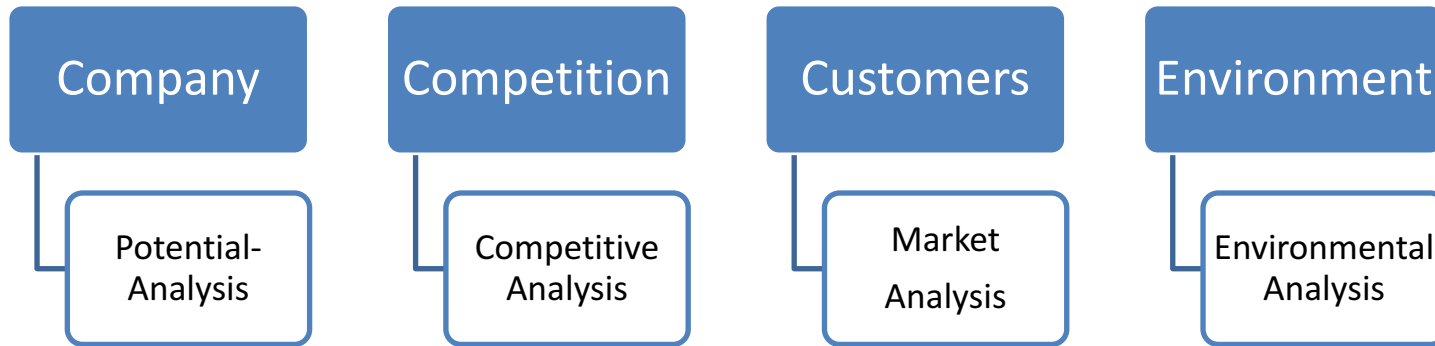 Company
Potential-
Analysis
Competition
Competitive
Analysis
Customers
Market
Analysis
Environment
Environmental
Analysis